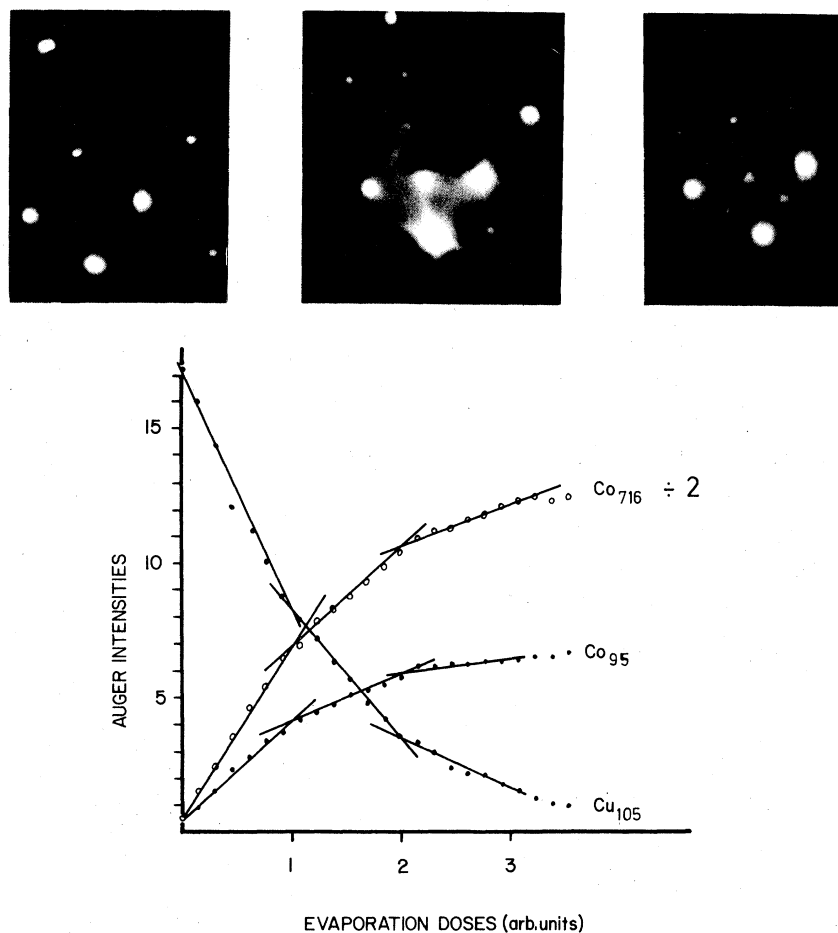 15
10
5
AUGER INTENSITIES
Co716 ÷ 2
Co95
Cu105
1 2 3
EVAPORATION DOSES (arb.units)